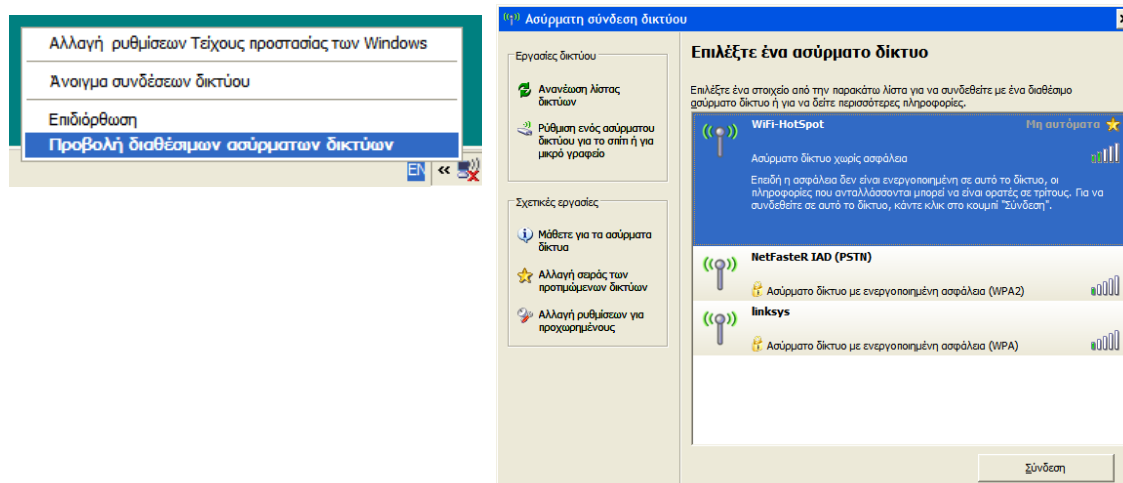 Αλλαγή ρυθμίσεων Τείχους προστασίας των Windows
Άνοιγμα συνδέσεων δικτύου
Επιδιόρθωση
Προβολή διαθέσιμων ασύρματων δικτύων
EN «
Ασύρματη σύνδεση δικτύου
Εργασίες δικτύου
Ανανέωση λίστας
δικτύων
Ρύθμιση ενός ασύρματου
δικτύου για το σπίτι ή για
μικρό γραφείο
Σχετικές εργασίες
Μάθετε για τα ασύρματα
δίκτυα
Αλλαγή σειράς των
προτιμώμενων δικτύων
Αλλαγή ρυθμίσεων για
προχωρημένους
Επιλέξτε ένα ασύρματο δίκτυο
Επιλέξτε ένα στοιχείο από την παρακάτω λίστα για να συνδεθείτε με ένα διαθέσιμο
ασύρματο δίκτυο ή για να δείτε περισσότερες πληροφορίες.
WiFi-HotSpot Μη αυτόματα
Ασύρματο δίκτυο χωρίς ασφάλεια
Επειδή η ασφάλεια δεν είναι ενεργοποιημένη σε αυτό το δίκτυο, οι
πληροφορίες που ανταλλάσσονται μπορεί να είναι ορατές σε τρίτους. Για να
συνδεθείτε σε αυτό το δίκτυο, κάντε κλικ στο κουμπί "Σύνδεση".
NetFasteR IAD (PSTN)
Ασύρματο δίκτυο με ενεργοποιημένη ασφάλεια (WPA2)
linksys
Ασύρματο δίκτυο με ενεργοποιημένη ασφάλεια (WPA)
Σύνδεση